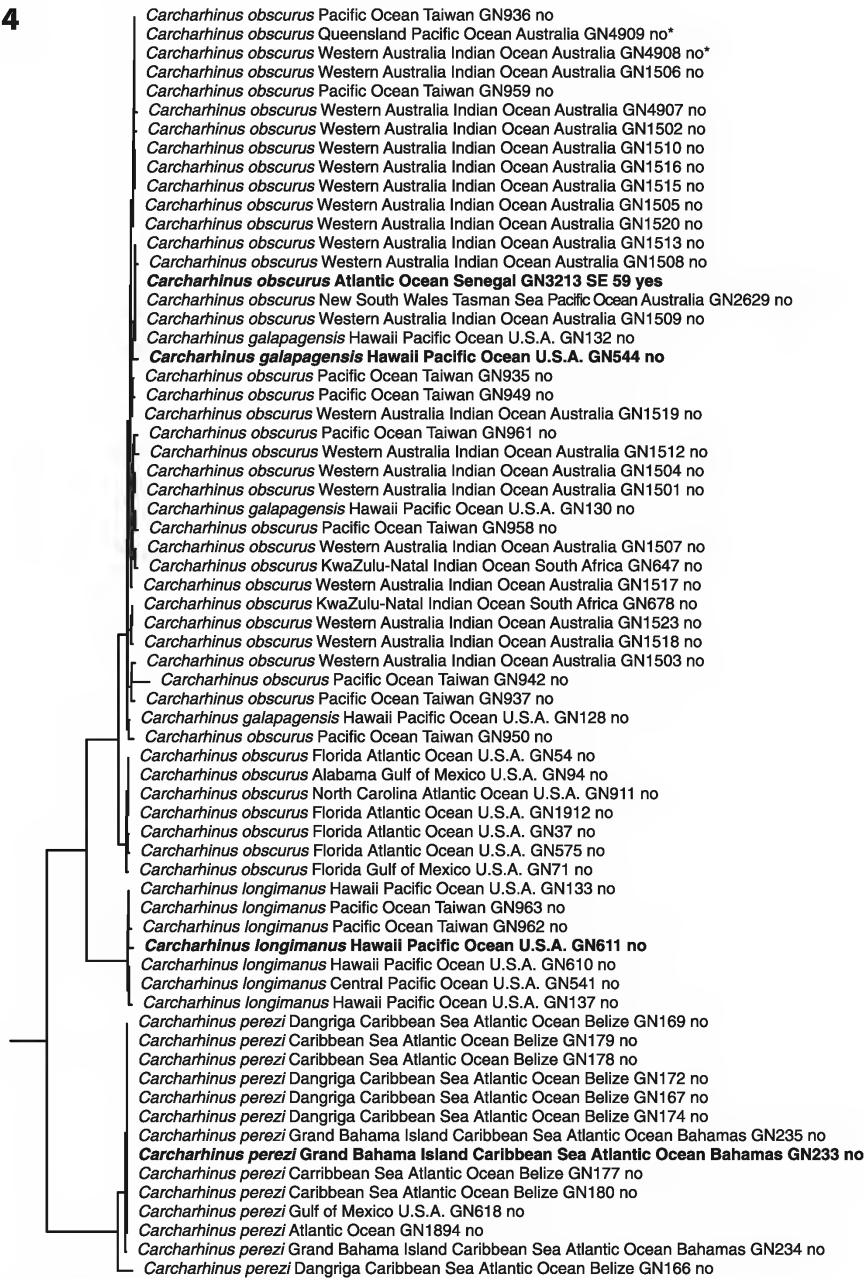 4
Carcharhinus obscurus Pacific Ocean Taiwan GN936 no
Carcharhinus obscurus Queensland Pacific Ocean Australia GN4909 no*
Carcharhinus obscurus Western Australia Indian Ocean Australia GN4908 no*
Carcharhinus obscurus Western Australia Indian Ocean Australia GN1506 no
Carcharhinus obscurus Pacific Ocean Taiwan GN959 no
Carcharhinus obscurus Western Australia Indian Ocean Australia GN4907 no
Carcharhinus obscurus Western Australia Indian Ocean Australia GN1502 no
Carcharhinus obscurus Western Australia Indian Ocean Australia GN1510 no
Carcharhinus obscurus Western Australia Indian Ocean Australia GN1516 no
Carcharhinus obscurus Western Australia Indian Ocean Australia GN1515 no
Carcharhinus obscurus Western Australia Indian Ocean Australia GN1505 no
Carcharhinus obscurus Western Australia Indian Ocean Australia GN1520 no
Carcharhinus obscurus Western Australia Indian Ocean Australia GN1513 no
Carcharhinus obscurus Western Australia Indian Ocean Australia GN1508 no
Carcharhinus obscurus Atlantic Ocean Senegal GN3213 SE 59 yes
Carcharhinus obscurus New South Wales Tasman Sea Pacific Ocean Australia GN2629 no
Carcharhinus obscurus Western Australia Indian Ocean Australia GN1509 no
Carcharhinus galapagensis Hawaii Pacific Ocean U.S.A. GN132 no
Carcharhinus galapagensis Hawaii Pacific Ocean U.S.A. GN544 no
Carcharhinus obscurus Pacific Ocean Taiwan GN935 no
Carcharhinus obscurus Pacific Ocean Taiwan GN949 no
Carcharhinus obscurus Western Australia Indian Ocean Australia GN1519 no
Carcharhinus obscurus Pacific Ocean Taiwan GN961 no
Carcharhinus obscurus Western Australia Indian Ocean Australia GN1512 no
Carcharhinus obscurus Western Australia Indian Ocean Australia GN1504 no
Carcharhinus obscurus Western Australia Indian Ocean Australia GN1501 no
Carcharhinus galapagensis Hawaii Pacific Ocean U.S.A. GN130 no
Carcharhinus obscurus Pacific Ocean Taiwan GN958 no
Carcharhinus obscurus Western Australia Indian Ocean Australia GN1507 no
Carcharhinus obscurus KwaZulu-Natal Indian Ocean South Africa GN647 no
Carcharhinus obscurus Western Australia Indian Ocean Australia GN1517 no
Carcharhinus obscurus KwaZulu-Natal Indian Ocean South Africa GN678 no
Carcharhinus obscurus Western Australia Indian Ocean Australia GN1523 no
Carcharhinus obscurus Western Australia Indian Ocean Australia GN1518 no
Carcharhinus obscurus Western Australia Indian Ocean Australia GN1503 no
Carcharhinus obscurus Pacific Ocean Taiwan GN942 no
Carcharhinus obscurus Pacific Ocean Taiwan GN937 no
Carcharhinus galapagensis Hawaii Pacific Ocean U.S.A. GN128 no
Carcharhinus obscurus Pacific Ocean Taiwan GN950 no
Carcharhinus obscurus Florida Atlantic Ocean U.S.A. GN54 no
Carcharhinus obscurus Alabama Gulf of Mexico U.S.A. GN94 no
Carcharhinus obscurus North Carolina Atlantic Ocean U.S.A. GN911 no
Carcharhinus obscurus Florida Atlantic Ocean U.S.A. GN1912 no
Carcharhinus obscurus Florida Atlantic Ocean U.S.A. GN37 no
Carcharhinus obscurus Florida Atlantic Ocean U.S.A. GN575 no
Carcharhinus obscurus Florida Gulf of Mexico U.S.A. GN71 no
Carcharhinus longimanus Hawaii Pacific Ocean U.S.A. GN133 no
Carcharhinus longimanus Pacific Ocean Taiwan GN963 no
Carcharhinus longimanus Pacific Ocean Taiwan GN962 no
Carcharhinus longimanus Hawaii Pacific Ocean U.S.A. GN611 no
Carcharhinus longimanus Hawaii Pacific Ocean U.S.A. GN610 no
Carcharhinus longimanus Central Pacific Ocean U.S.A. GN541 no
Carcharhinus longimanus Hawaii Pacific Ocean U.S.A. GN137 no
Carcharhinus perezi Dangriga Caribbean Sea Atlantic Ocean Belize GN169 no
Carcharhinus perezi Caribbean Sea Atlantic Ocean Belize GN179 no
Carcharhinus perezi Caribbean Sea Atlantic Ocean Belize GN178 no
Carcharhinus perezi Dangriga Caribbean Sea Atlantic Ocean Belize GN172 no
Carcharhinus perezi Dangriga Caribbean Sea Atlantic Ocean Belize GN167 no
Carcharhinus perezi Dangriga Caribbean Sea Atlantic Ocean Belize GN174 no
Carcharhinus perezi Grand Bahama Island Caribbean Sea Atlantic Ocean Bahamas GN235 no
Carcharhinus perezi Grand Bahama Island Caribbean Sea Atlantic Ocean Bahamas GN233 no
Carcharhinus perezi Carribbean Sea Atlantic Ocean Belize GN177 no
Carcharhinus perezi Caribbean Sea Atlantic Ocean Belize GN180 no
Carcharhinus perezi Gulf of Mexico U.S.A. GN618 no
Carcharhinus perezi Atlantic Ocean GN1894 no
Carcharhinus perezi Grand Bahama Island Caribbean Sea Atlantic Ocean Bahamas GN234 no
Carcharhinus perezi Dangriga Caribbean Sea Atlantic Ocean Belize GN166 no